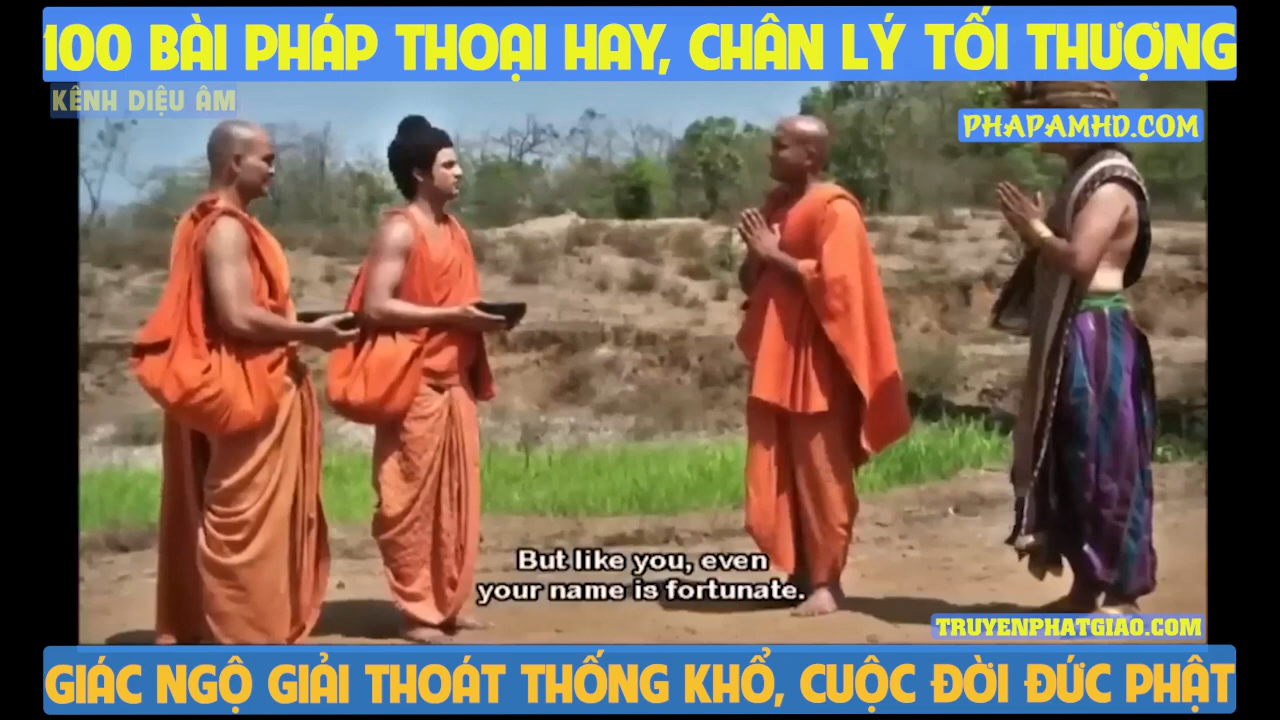 100 BÀI PHÁP THOẠI HAY, CHÂN LÝ TỐI THƯỢNG
KÊNH DIỆU ÂM
PHAPAMHD.COM
But like you, even
your name is fortunate.
TRUYENPHATGIAO.COM
GIÁC NGỘ GIẢI THOÁT THỐNG KHỔ, CUỘC ĐỜI ĐỨC PHẬT